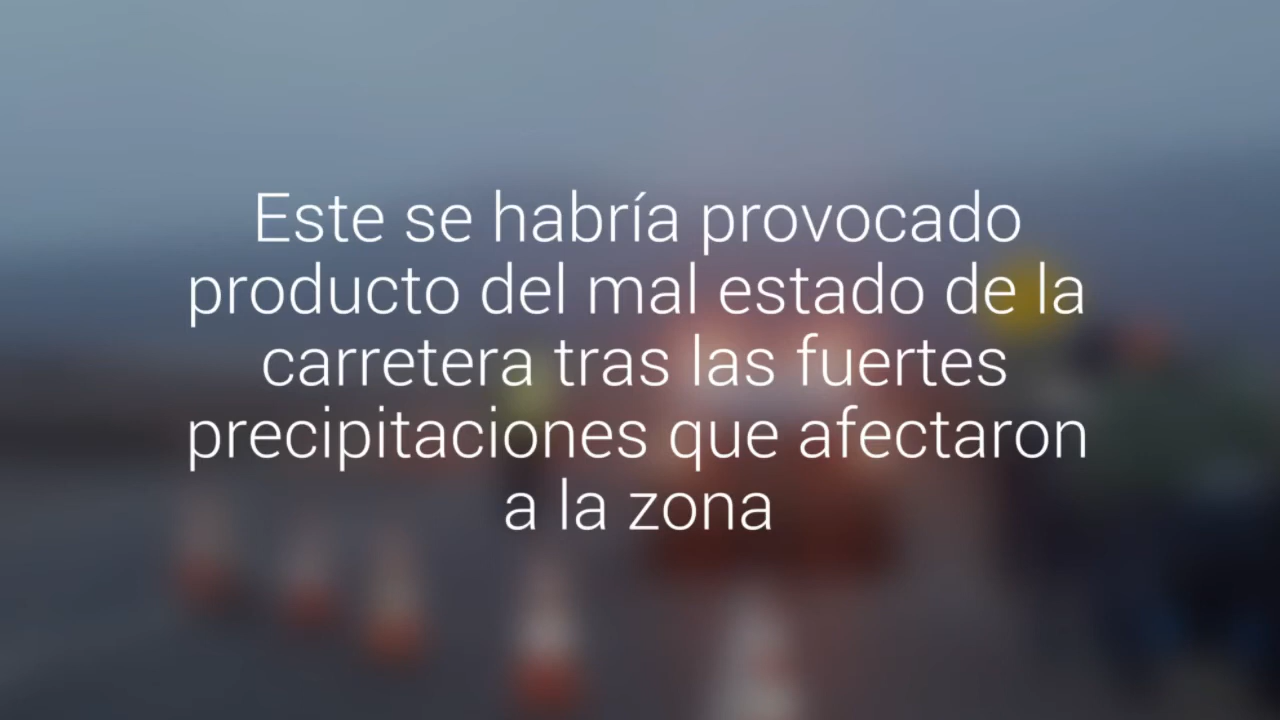 Este se habría provocado
producto del mal estado de la
carretera tras las fuertes
precipitaciones que afectaron
a la zona